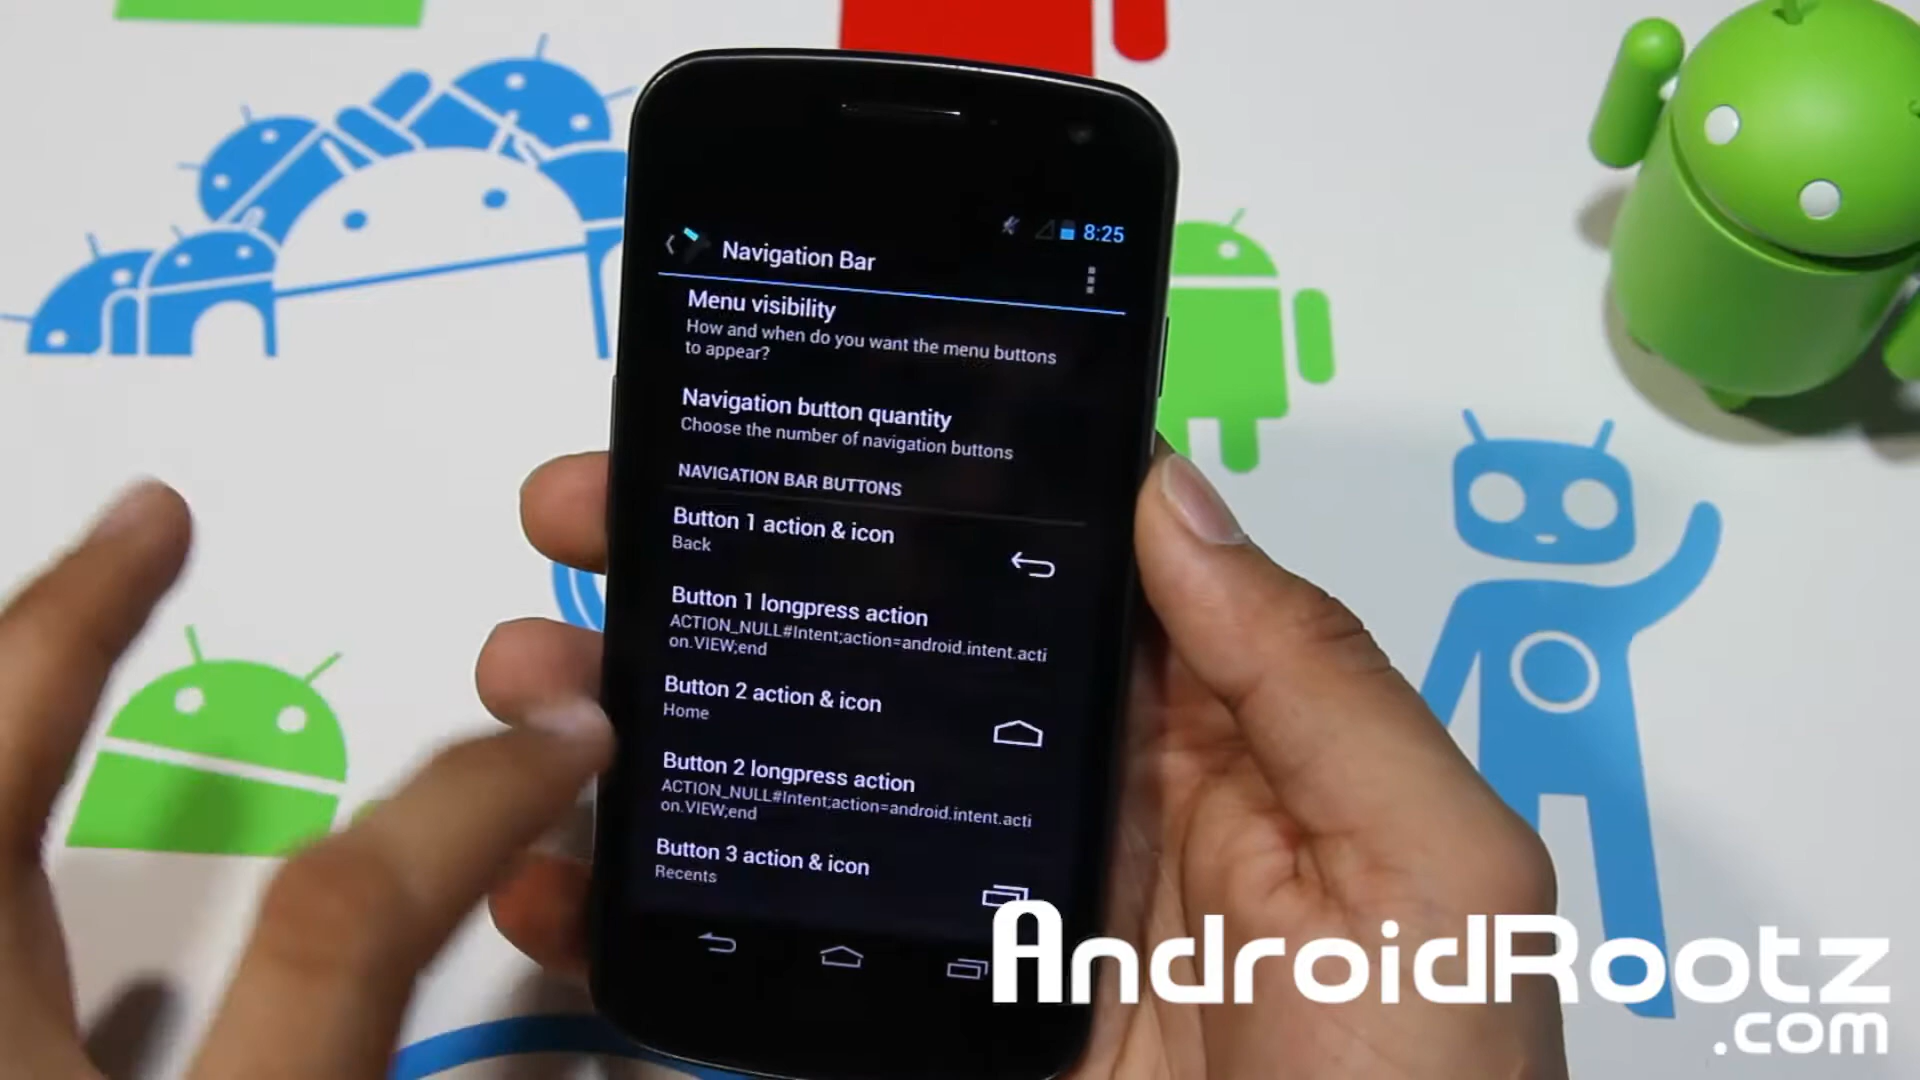 8:25
Navigation Bar
Menu visibility
How and when do you want the menu buttons
to appear?
Navigation button quantity
Choose the number of navigation buttons
NAVIGATION BAR BUTTONS
Button 1 action & icon
Back
Button 1 longpress action
ACTION_NULL#Intent;action=android.intent.acti
on.VIEW;end
Button 2 action & icon
Home
Button 2 longpress action
ACTION_NULL#Intent;action=android.intent.acti
on.VIEW;end
Button 3 action & icon
Recents
AndroidRootz
.com